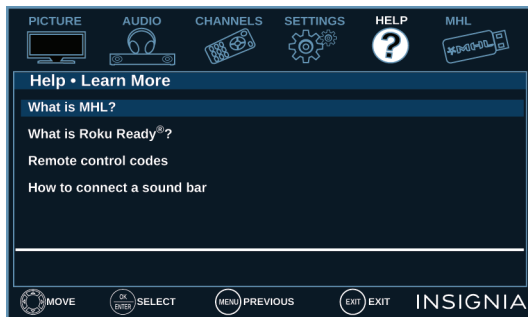 PICTURE AUDIO CHANNELS SETTINGS HELP MHL
?
MHL
Help • Learn More
What is MHL?
What is Roku Ready®?
Remote control codes
How to connect a sound bar
MOVE OK ENTER SELECT MENU PREVIOUS EXIT EXIT INSIGNIA